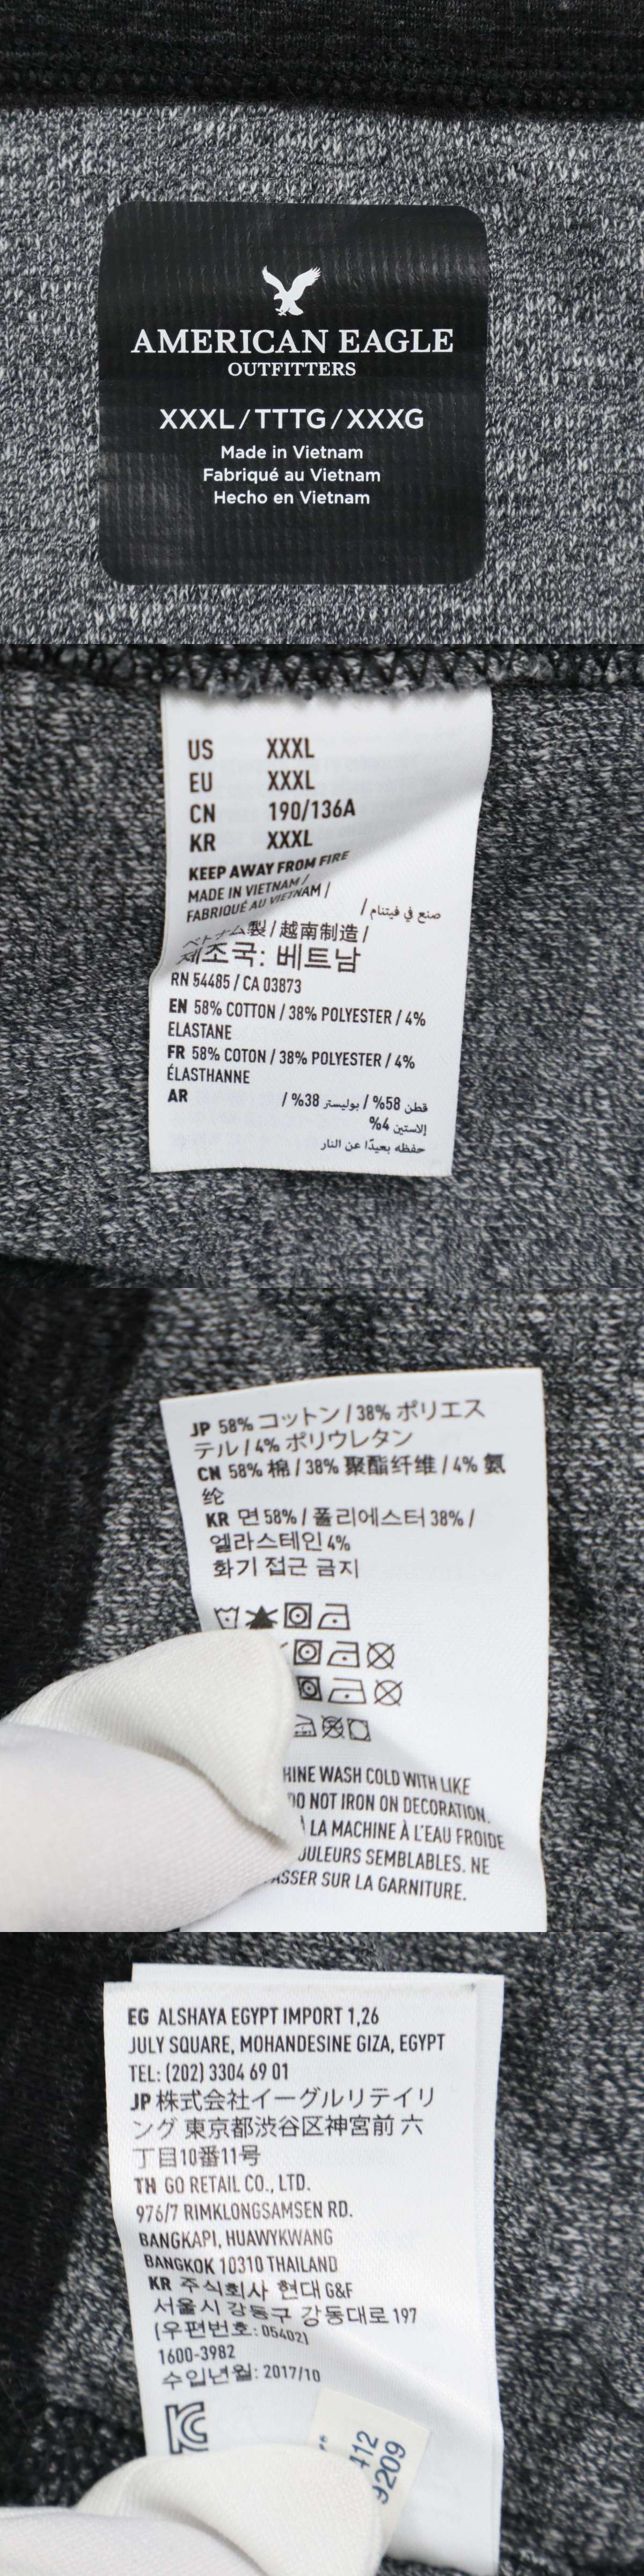 AMERICAN EAGLE
OUTFITTERS
XXXL/TTTG/XXXG
Made in Vietnam
Fabriqué au Vietnam
Hecho en Vietnam
US XXXL
EU XXXL
CN 190/136A
KR XXXL
KEEP AWAY FROM FIRE
MADE IN VIETNAM /
FABRIQUÉ AU VIETNAM /
صنع في فيتنام /
ベトナム製 / 越南制造 /
제조국: 베트남
RN 54485 / CA 03873
EN 58% COTTON / 38% POLYESTER / 4%
ELASTANE
FR 58% COTON / 38% POLYESTER / 4%
ÉLASTHANNE
AR قطن 58% / بوليستر 38% /
إلاستين 4%
حفظه بعيدًا عن النار
JP 58% コットン / 38% ポリエス
テル / 4% ポリウレタン
CN 58% 棉 / 38% 聚酯纤维 / 4% 氨
纶
KR 면 58% / 폴리에스터 38% /
엘라스테인 4%
화기 접근 금지
WASH COLD WITH LIKE
DO NOT IRON ON DECORATION.
À LA MACHINE À L'EAU FROIDE
SEMBLABLES. NE
SUR LA GARNITURE.
EG ALSHAYA EGYPT IMPORT 1,26
JULY SQUARE, MOHANDESINE GIZA, EGYPT
TEL: (202) 3304 69 01
JP 株式会社イーグルリテイリ
ング 東京都渋谷区神宮前 六
丁目10番11号
TH GO RETAIL CO., LTD.
976/7 RIMKLONGSAMSEN RD.
BANGKAPI, HUAWYKWANG
BANGKOK 10310 THAILAND
KR 주식회사 현대 G&F
서울시 강동구 강동대로 197
(우편번호: 05402)
1600-3982
수입년월: 2017/10
412
9209